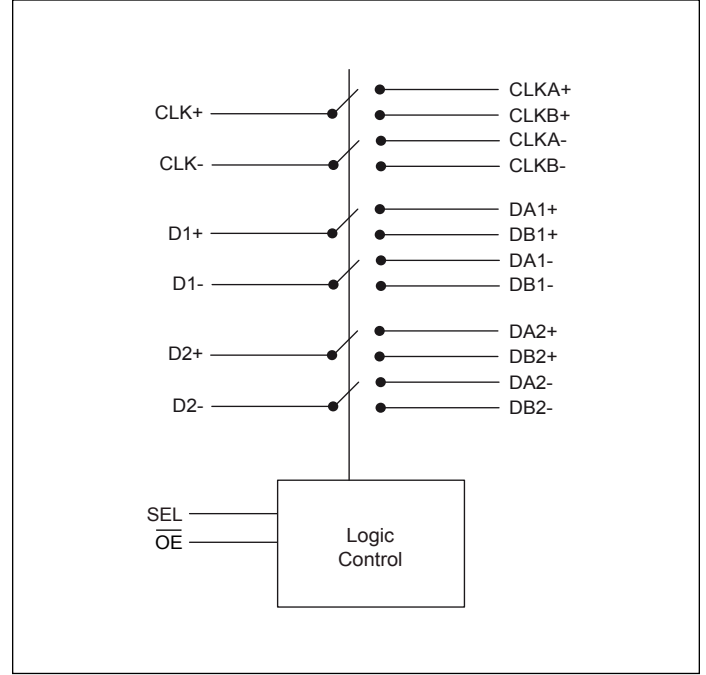 CLKA+
CLK+
CLKB+
CLKA-
CLK-
CLKB-
DA1+
D1+
DB1+
DA1-
D1-
DB1-
DA2+
D2+
DB2+
DA2-
D2-
DB2-
SEL
O̅E̅
Logic
Control